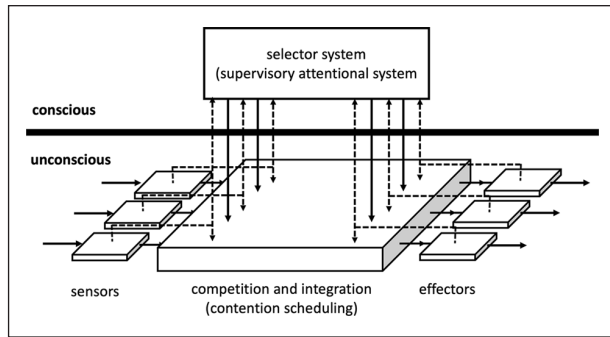 selector system
(supervisory attentional system
conscious
unconscious
sensors
competition and integration
(contention scheduling)
effectors